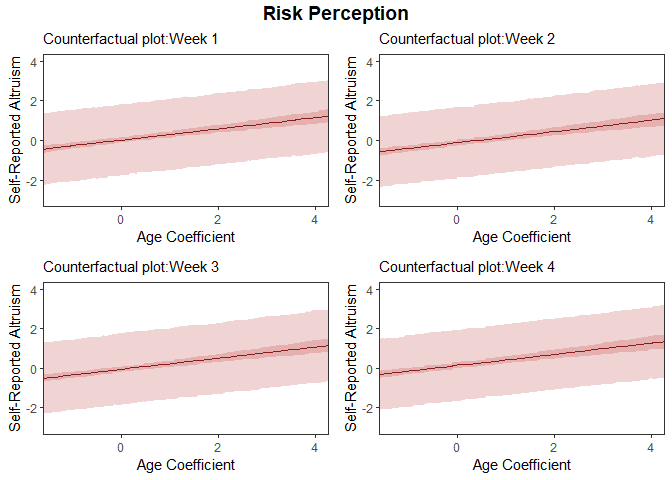 Risk Perception
Counterfactual plot:Week 1
Self-Reported Altruism
4
2
0
-2
0
2
4
Age Coefficient
Counterfactual plot:Week 2
Self-Reported Altruism
4
2
0
-2
0
2
4
Age Coefficient
Counterfactual plot:Week 3
Self-Reported Altruism
4
2
0
-2
0
2
4
Age Coefficient
Counterfactual plot:Week 4
Self-Reported Altruism
4
2
0
-2
0
2
4
Age Coefficient